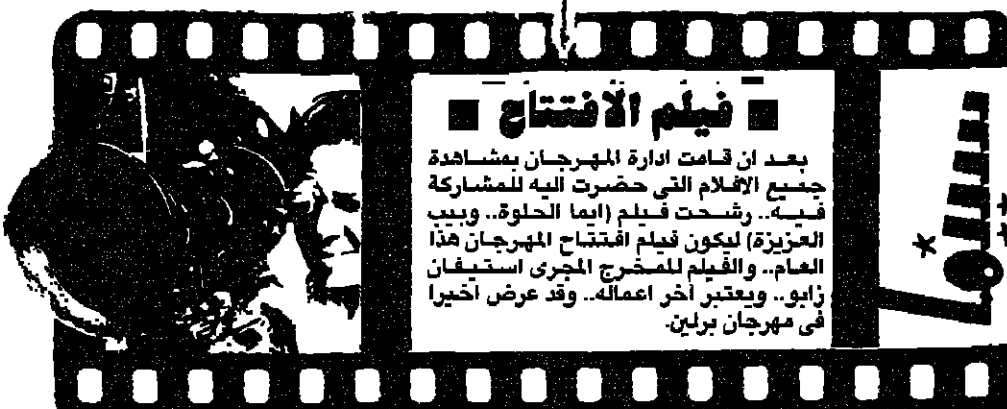 ■ فيلم الافتتاح ■
بعد ان قامت ادارة المهرجان بمشاهدة
جميع الافلام التى حضرت اليه للمشاركة
فيه.. رشحت فيلم (ايما الحلوة.. وبيب
العزيزة) ليكون فيلم افتتاح المهرجان هذا
العام.. والفيلم للمخرج المجرى استيفان
زابو.. ويعتبر آخر اعماله.. وقد عرض اخيرا
فى مهرجان برلين.